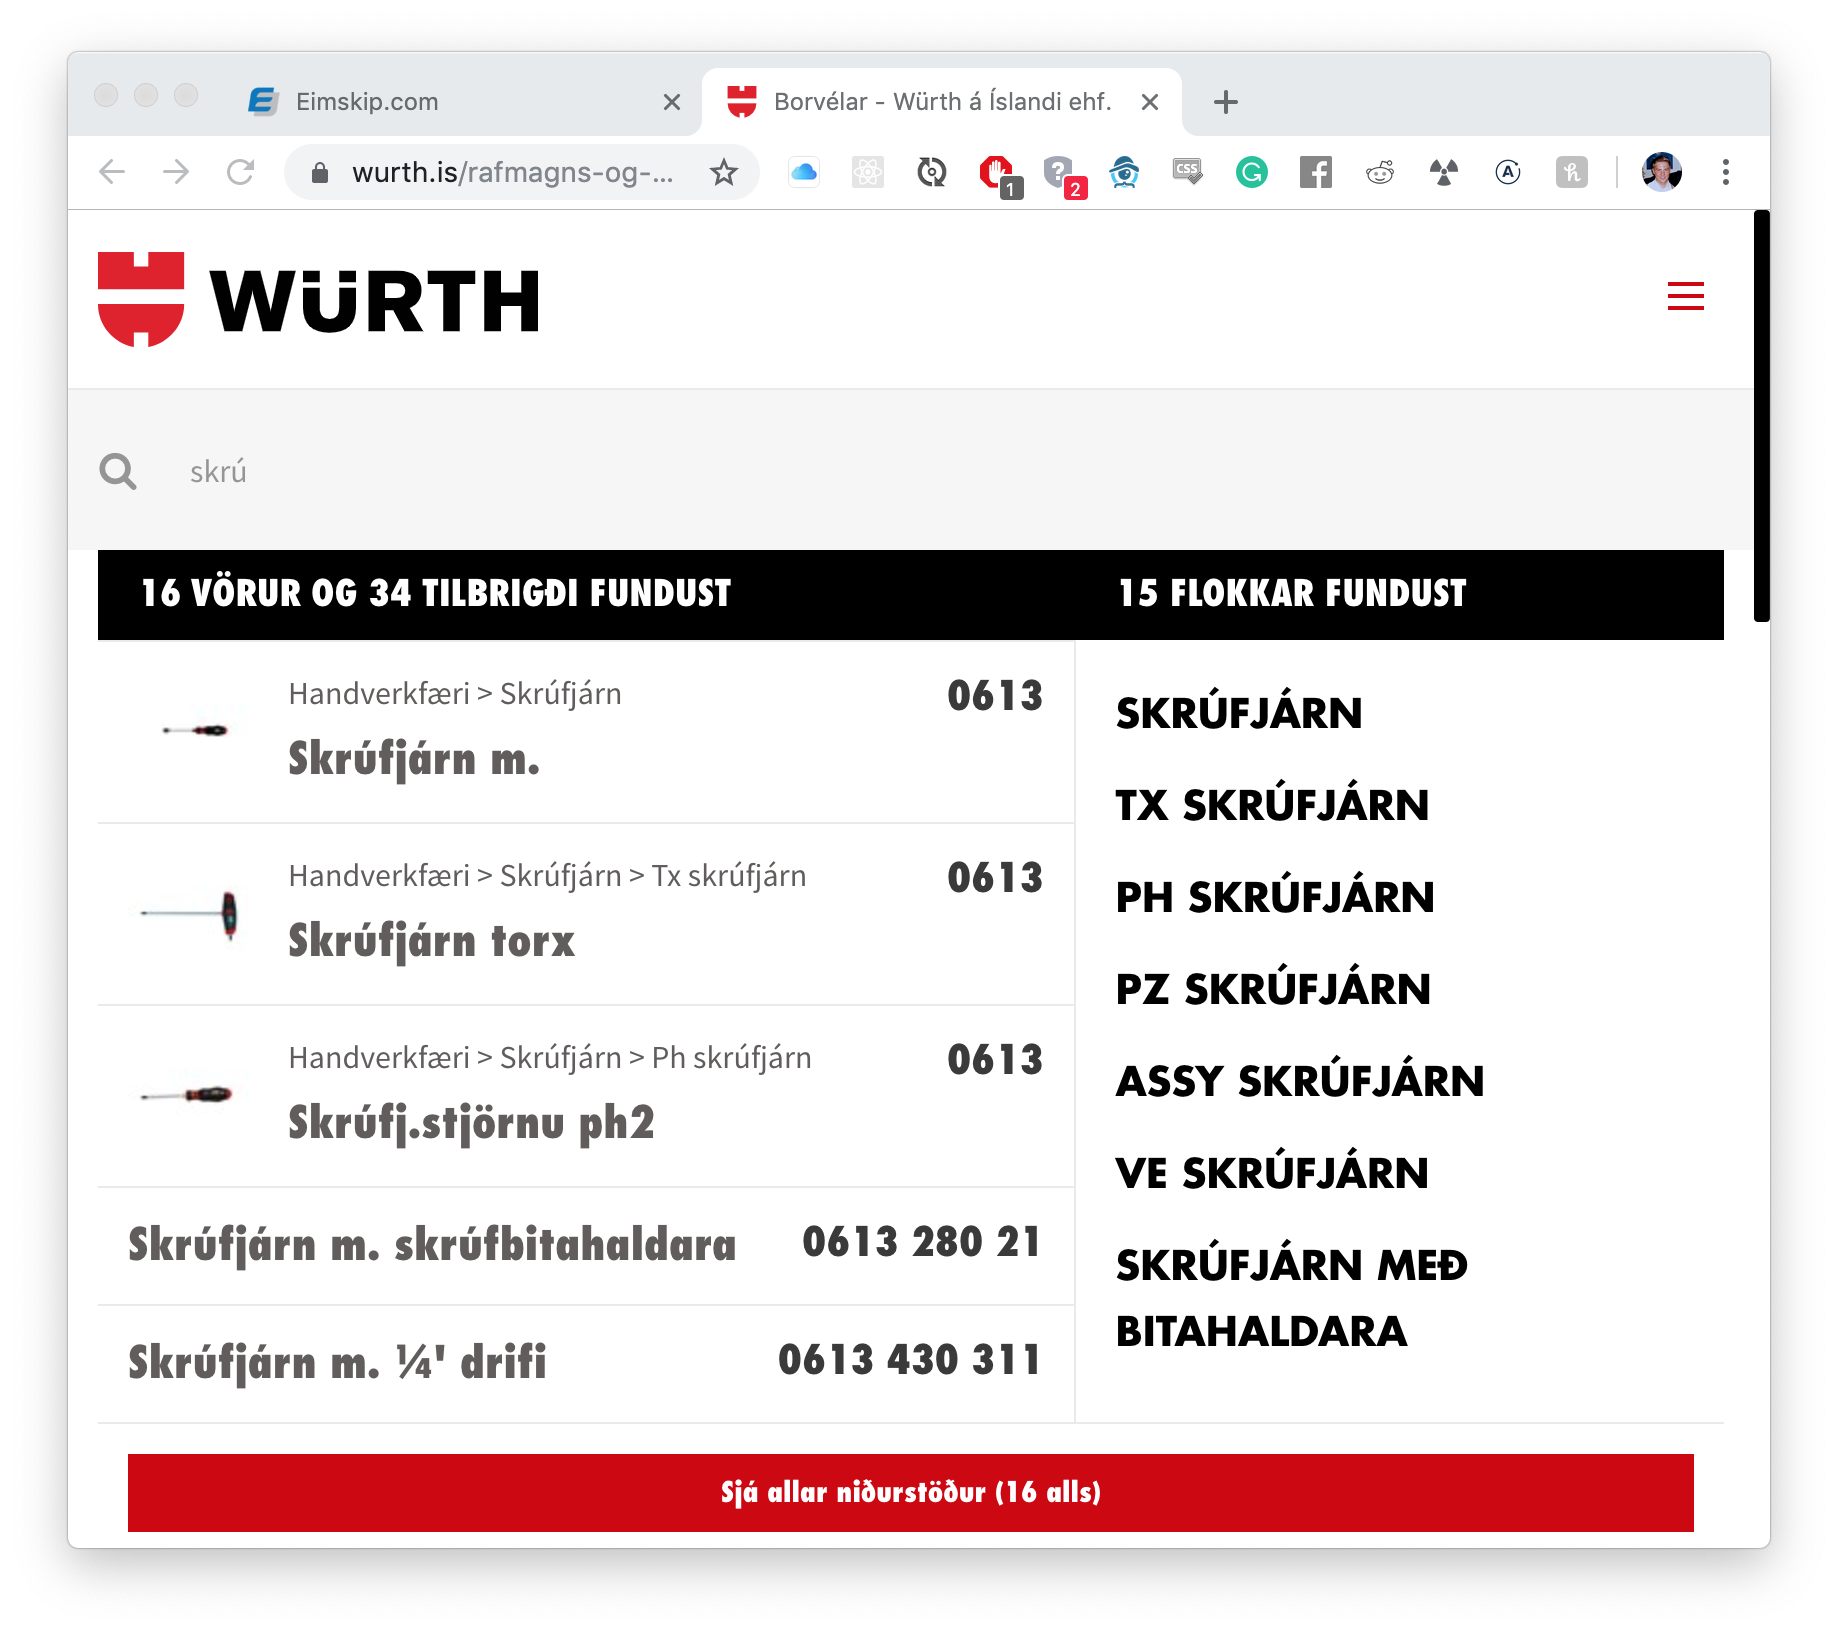 Eimskip.com
Borvélar - Würth á Íslandi ehf.
wurth.is/rafmagns-og-...
1
2
CSS
WÜRTH
skrú
16 VÖRUR OG 34 TILBRIGÐI FUNDUST
15 FLOKKAR FUNDUST
Handverkfæri > Skrúfjárn
0613
Skrúfjárn m.
Handverkfæri > Skrúfjárn > Tx skrúfjárn
0613
Skrúfjárn torx
Handverkfæri > Skrúfjárn > Ph skrúfjárn
0613
Skrúfj.stjörnu ph2
Skrúfjárn m. skrúfbitahaldara
0613 280 21
Skrúfjárn m. ¼' drifi
0613 430 311
SKRÚFJÁRN
TX SKRÚFJÁRN
PH SKRÚFJÁRN
PZ SKRÚFJÁRN
ASSY SKRÚFJÁRN
VE SKRÚFJÁRN
SKRÚFJÁRN MEÐ
BITAHALDARA
Sjá allar niðurstöður (16 alls)